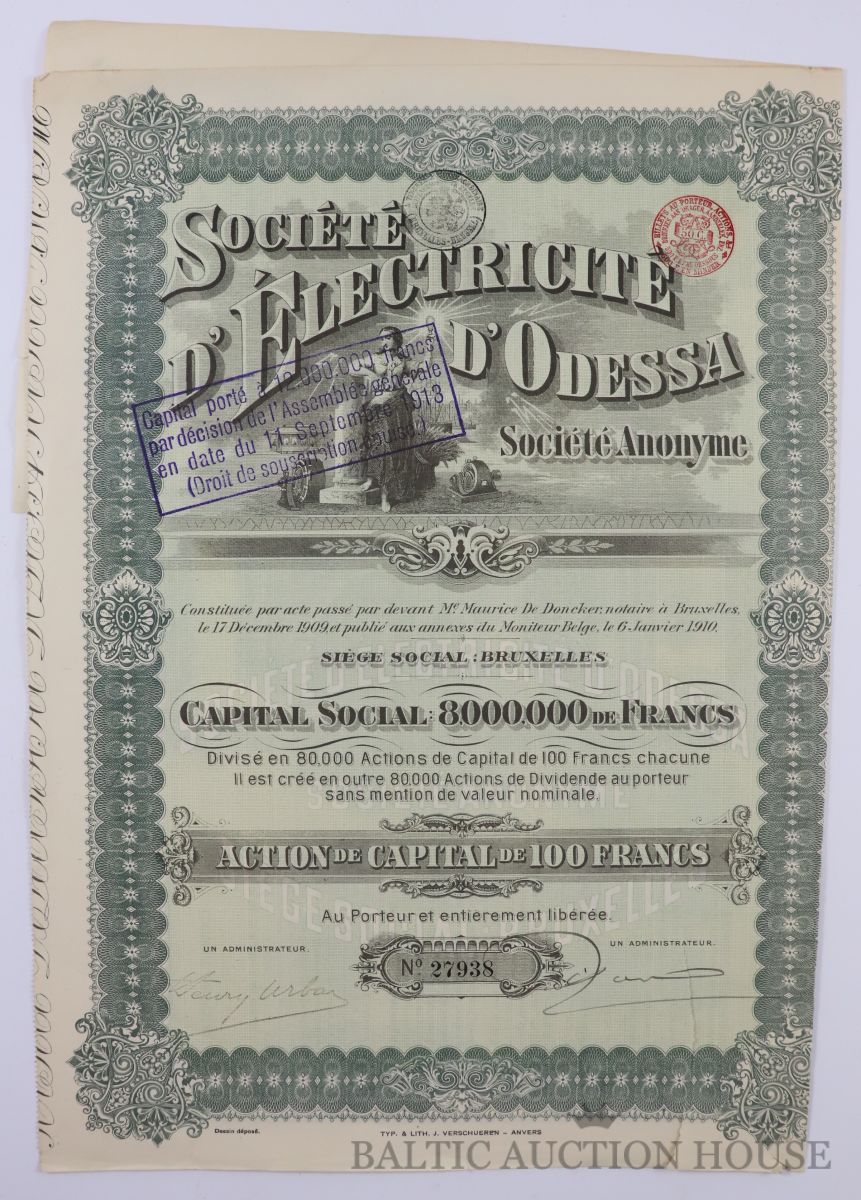 SOCIÉTÉ
D'ÉLECTRICITÉ
D'ODESSA
Société Anonyme
Capital porté à 12.000.000 francs
par décision de l'Assemblée générale
en date du 11 Septembre 1913
(Droit de souscription épuisé)
Constituée par acte passé par devant Me Maurice De Doncker, notaire à Bruxelles,
le 17 Décembre 1909, et publié aux annexes du Moniteur Belge, le 6 Janvier 1910.
SIÈGE SOCIAL : BRUXELLES
CAPITAL SOCIAL : 8.000.000 DE FRANCS
Divisé en 80,000 Actions de Capital de 100 Francs chacune
Il est créé en outre 80,000 Actions de Dividende au porteur
sans mention de valeur nominale.
ACTION DE CAPITAL DE 100 FRANCS
Au Porteur et entièrement libérée.
UN ADMINISTRATEUR.
UN ADMINISTRATEUR.
No 27938
Dessin déposé.
TYP. & LITH. J. VERSCHUEREN - ANVERS
BALTIC AUCTION HOUSE